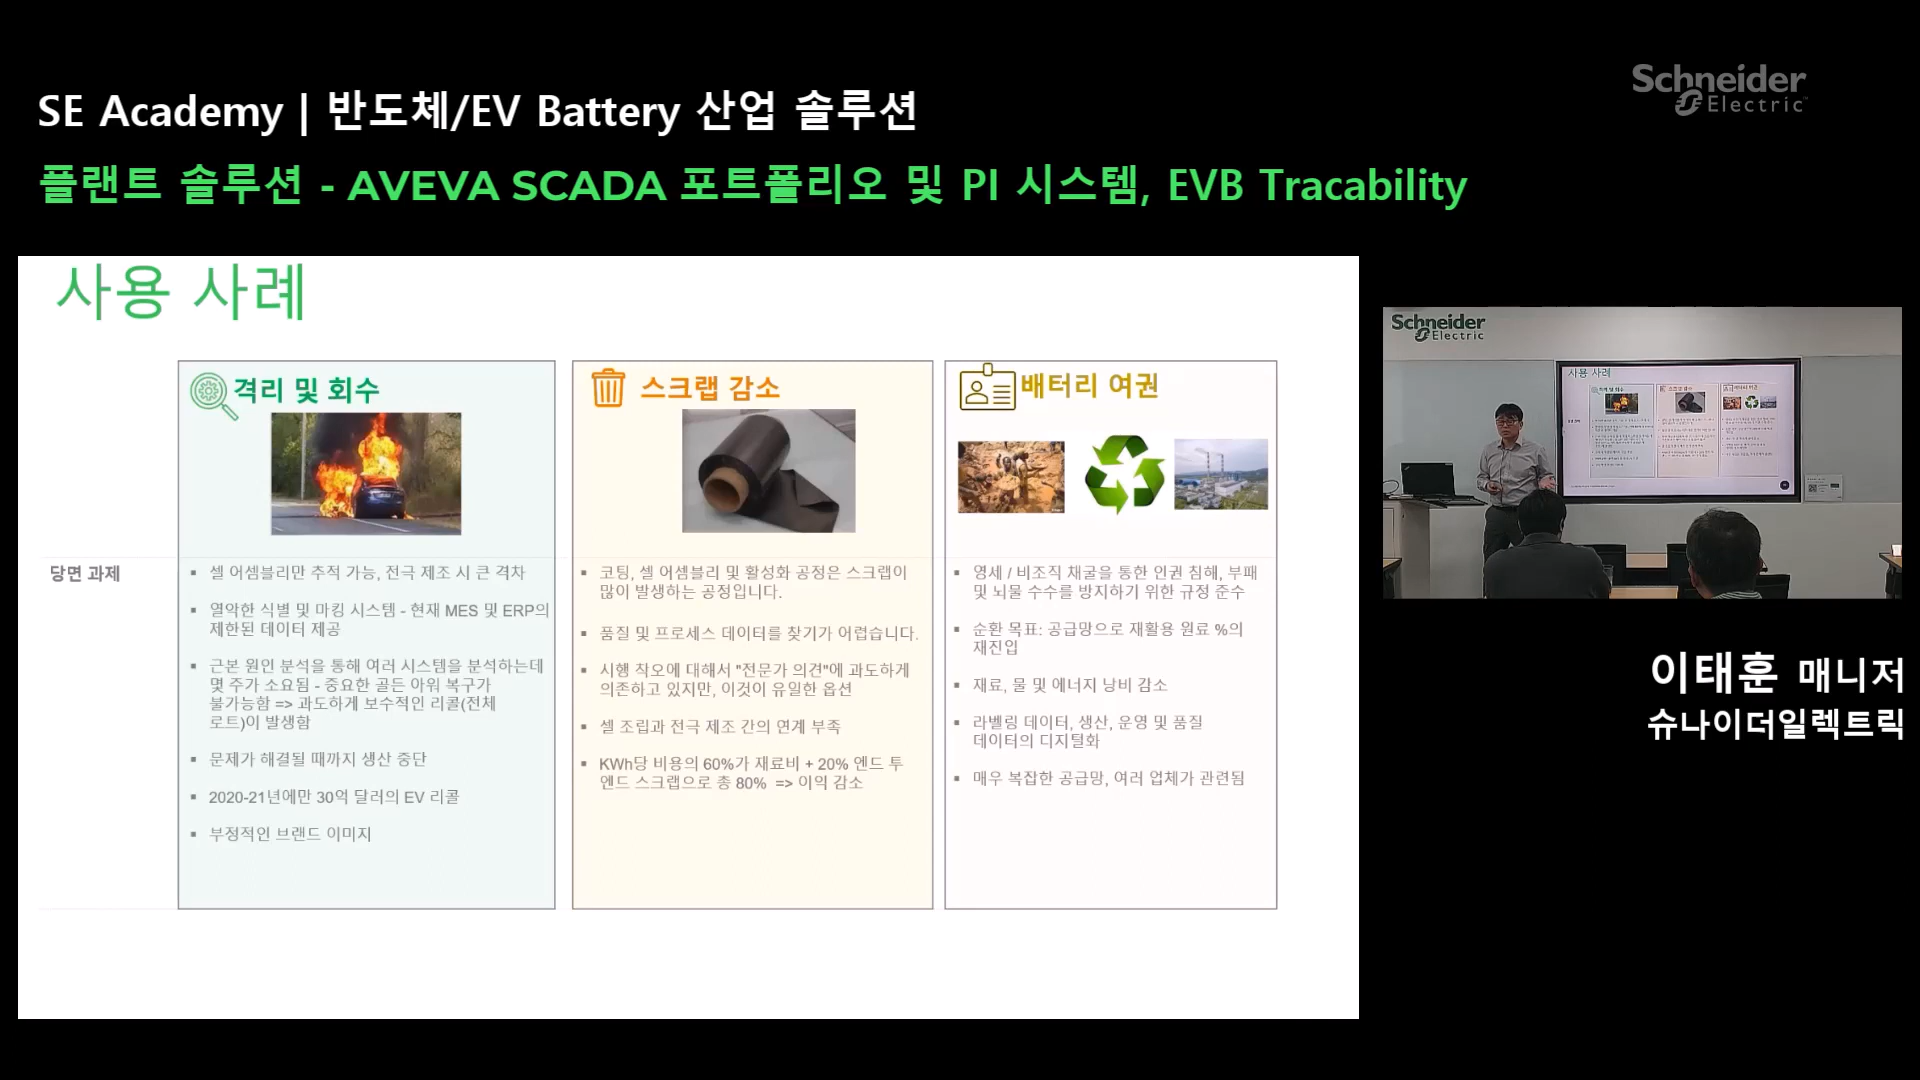 SE Academy | 반도체/EV Battery 산업 솔루션
Schneider
Electric
플랜트 솔루션 - AVEVA SCADA 포트폴리오 및 PI 시스템, EVB Tracability
사용 사례
격리 및 회수
스크랩 감소
배터리 여권
당면 과제
▪ 셀 어셈블리만 추적 가능, 전극 제조 시 큰 격차
▪ 열악한 식별 및 마킹 시스템 - 현재 MES 및 ERP의
제한된 데이터 제공
▪ 근본 원인 분석을 통해 여러 시스템을 분석하는데
몇 주가 소요됨 - 중요한 골든 아워 복구가
불가능함 => 과도하게 보수적인 리콜(전체
로트)이 발생함
▪ 문제가 해결될 때까지 생산 중단
▪ 2020-21년에만 30억 달러의 EV 리콜
▪ 부정적인 브랜드 이미지
▪ 코팅, 셀 어셈블리 및 활성화 공정은 스크랩이
많이 발생하는 공정입니다.
▪ 품질 및 프로세스 데이터를 찾기가 어렵습니다.
▪ 시행 착오에 대해서 "전문가 의견"에 과도하게
의존하고 있지만, 이것이 유일한 옵션
▪ 셀 조립과 전극 제조 간의 연계 부족
▪ KWh당 비용의 60%가 재료비 + 20% 엔드 투
엔드 스크랩으로 총 80% => 이익 감소
▪ 영세 / 비조직 채굴을 통한 인권 침해, 부패
및 뇌물 수수를 방지하기 위한 규정 준수
▪ 순환 목표: 공급망으로 재활용 원료 %의
재진입
▪ 재료, 물 및 에너지 낭비 감소
▪ 라벨링 데이터, 생산, 운영 및 품질
데이터의 디지털화
▪ 매우 복잡한 공급망, 여러 업체가 관련됨
Schneider
Electric
사용 사례
격리 및 회수
스크랩 감소
배터리 여권
이태훈 매니저
슈나이더일렉트릭